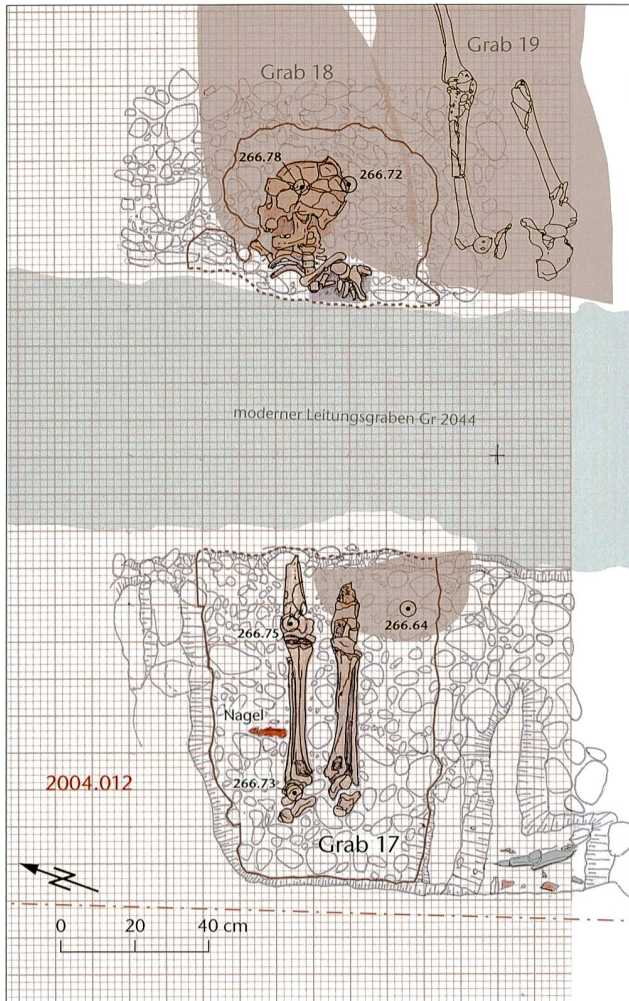 Grab 19
Grab 18
266.78
266.72
moderner Leitungsgraben Gr 2044
266.75
266.64
Nagel
2004.012
266.73
Grab 17
N
0 20 40 cm